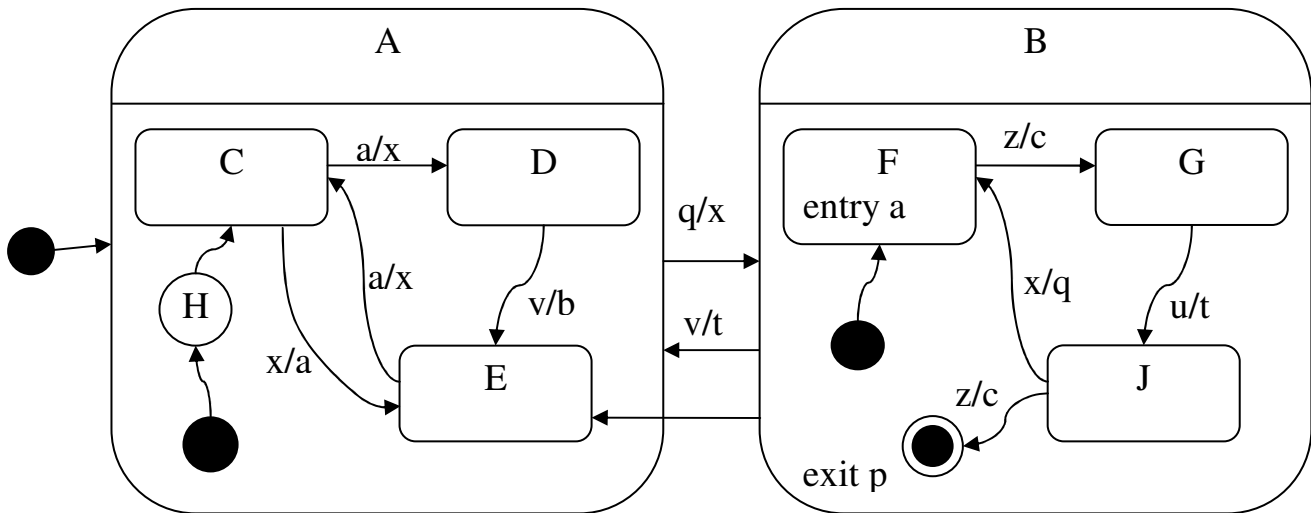 A
B
C
a/x
D
F
entry a
z/c
G
q/x
H
a/x
v/b
x/q
u/t
v/t
x/a
E
J
z/c
exit p